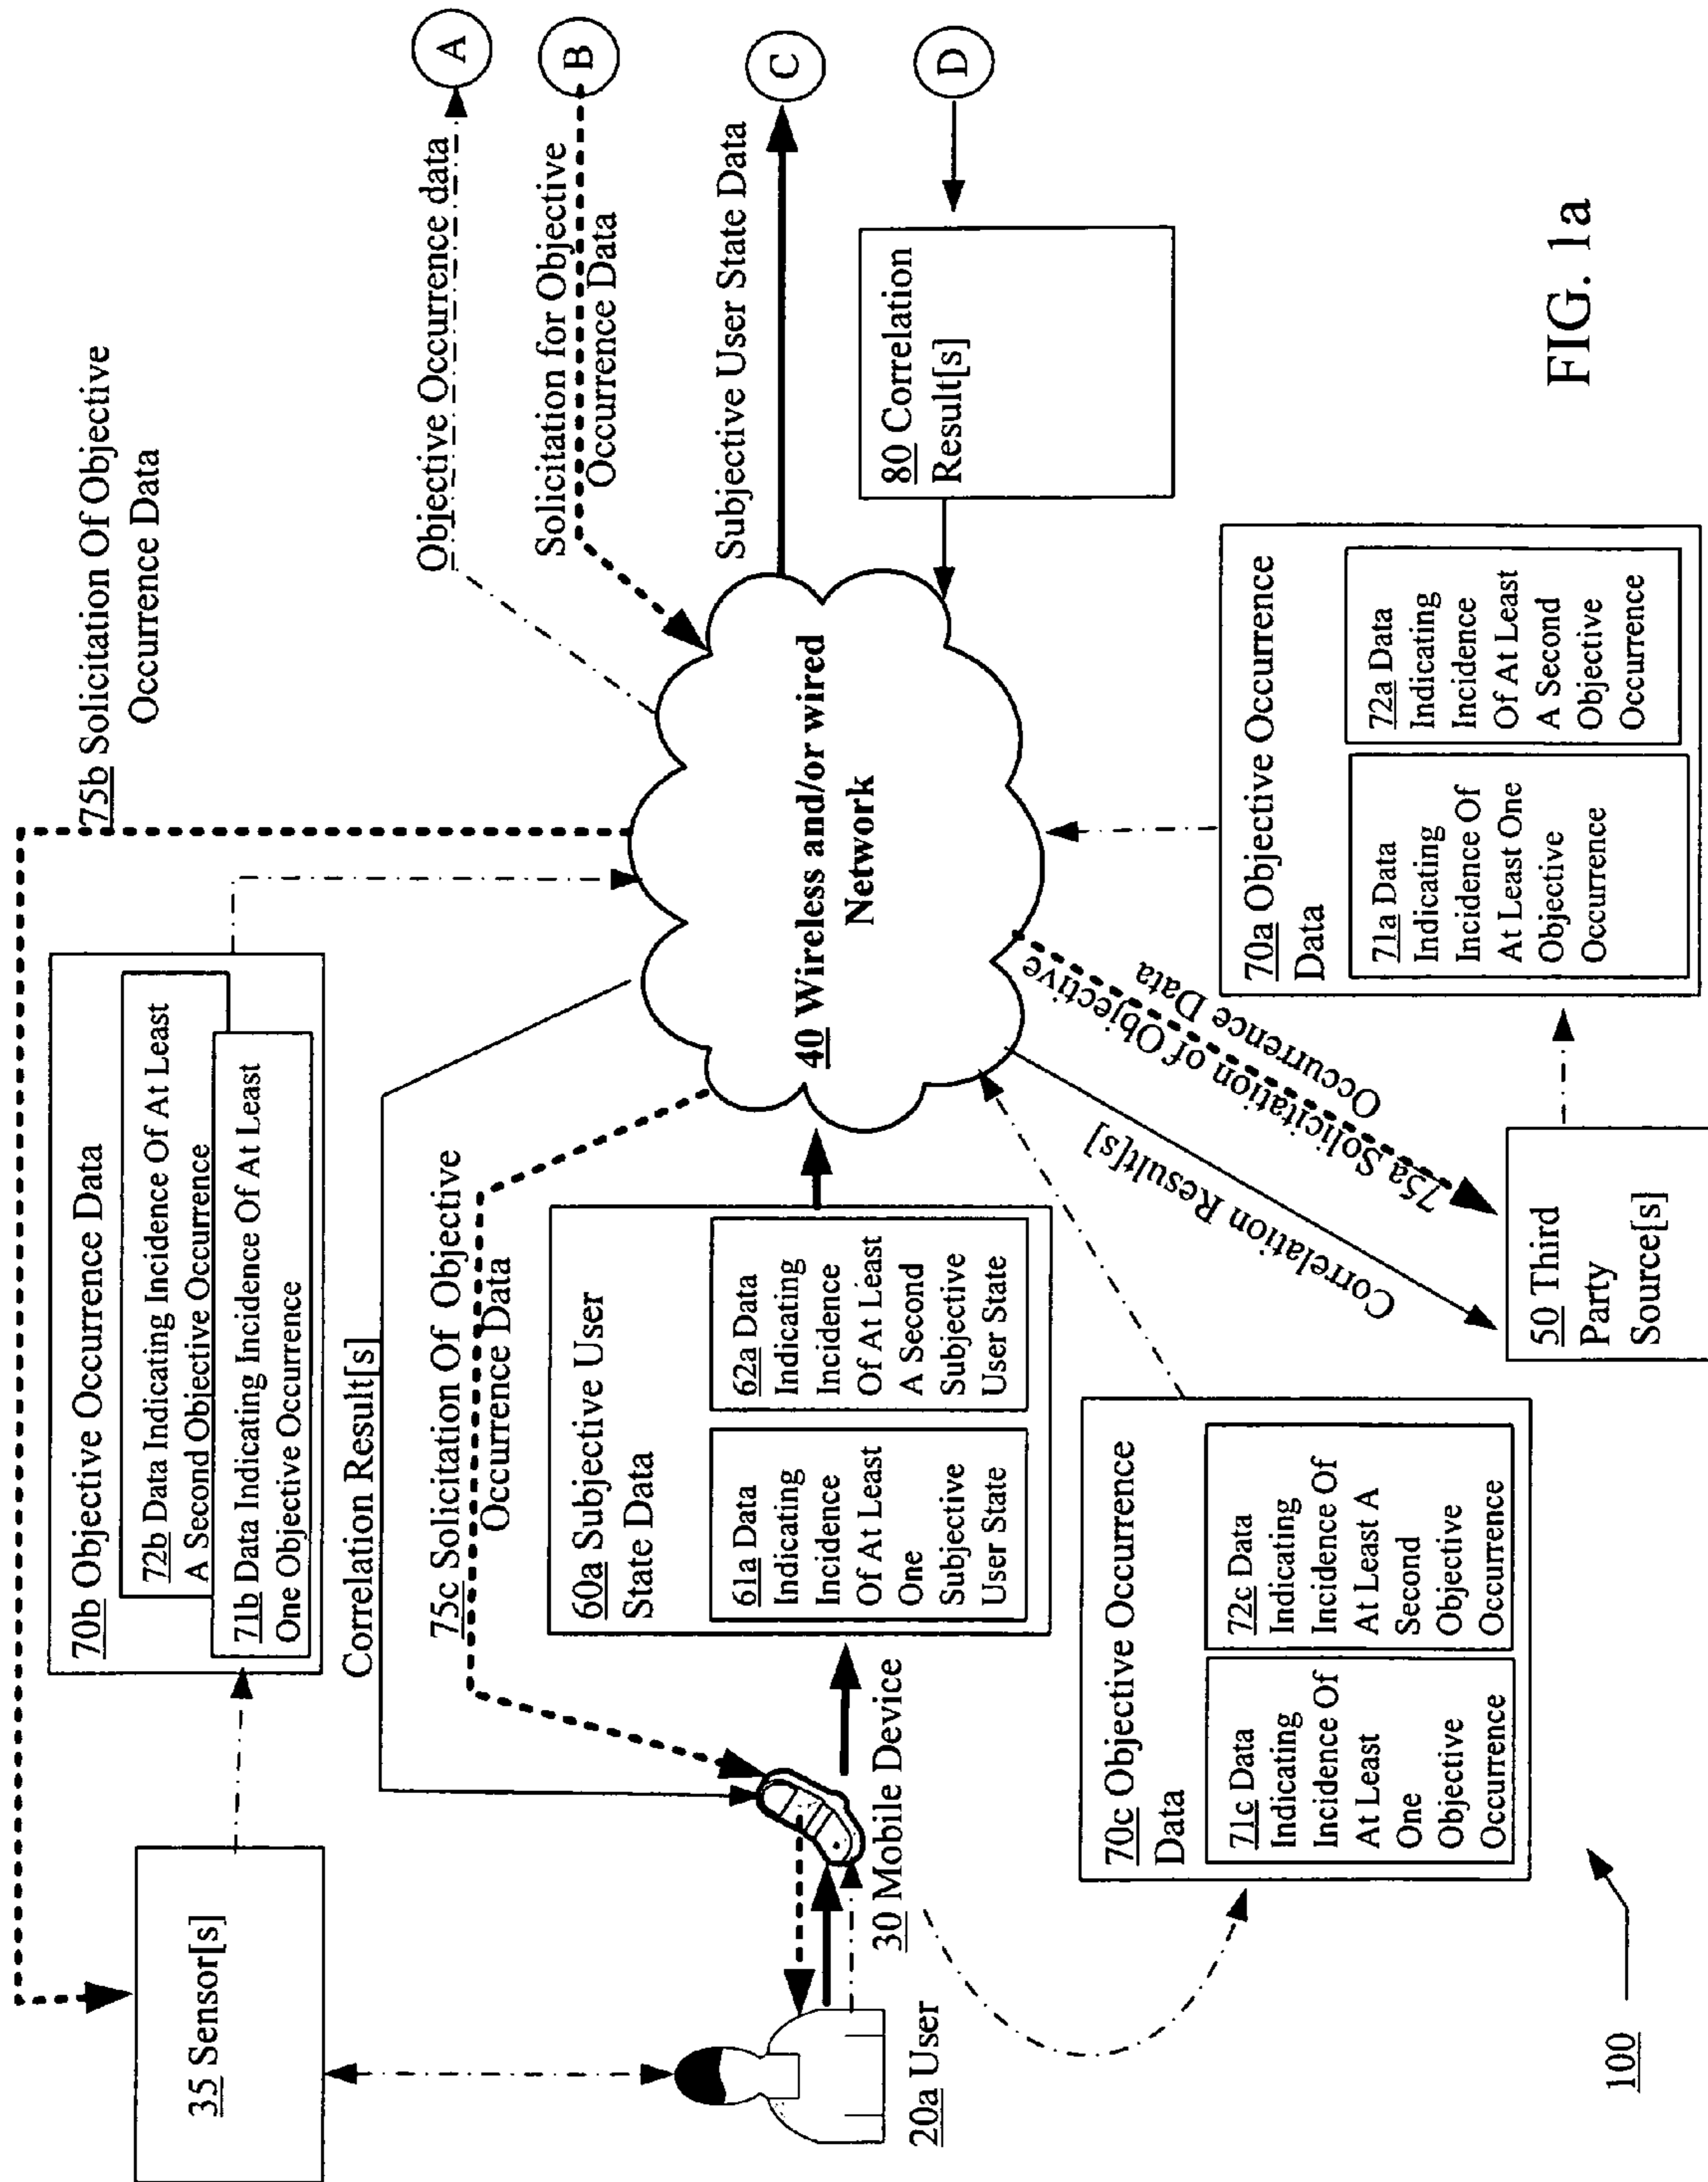 75b Solicitation Of Objective
Occurrence Data
35 Sensor[s]
70b Objective Occurrence Data
72b Data Indicating Incidence Of At Least
A Second Objective Occurrence
71b Data Indicating Incidence Of At Least
One Objective Occurrence
Objective Occurrence data
A
Solicitation for Objective
Occurrence Data
B
Subjective User State Data
C
D
80 Correlation
Result[s]
Correlation Result[s]
75c Solicitation Of Objective
Occurrence Data
60a Subjective User
State Data
61a Data
Indicating
Incidence
Of At Least
One
Subjective
User State
62a Data
Indicating
Incidence
Of At Least
A Second
Subjective
User State
40 Wireless and/or wired
Network
20a User
30 Mobile Device
70c Objective Occurrence
Data
71c Data
Indicating
Incidence Of
At Least
One
Objective
Occurrence
72c Data
Indicating
Incidence Of
At Least A
Second
Objective
Occurrence
75a Solicitation of Objective
Occurrence Data
Correlation Result[s]
50 Third
Party
Source[s]
70a Objective Occurrence
Data
71a Data
Indicating
Incidence Of
At Least One
Objective
Occurrence
72a Data
Indicating
Incidence
Of At Least
A Second
Objective
Occurrence
100
FIG. 1a